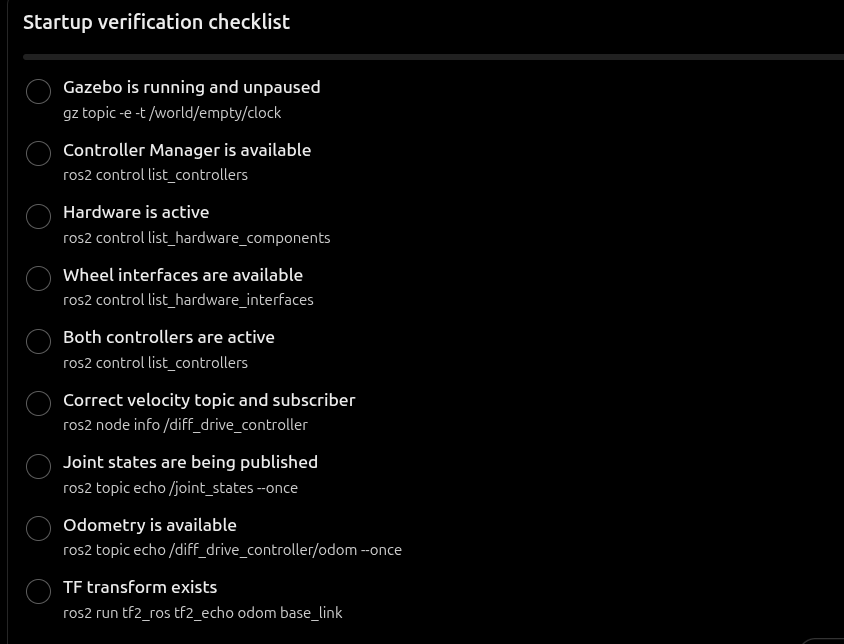 Startup verification checklist
Gazebo is running and unpaused
gz topic -e -t /world/empty/clock
Controller Manager is available
ros2 control list_controllers
Hardware is active
ros2 control list_hardware_components
Wheel interfaces are available
ros2 control list_hardware_interfaces
Both controllers are active
ros2 control list_controllers
Correct velocity topic and subscriber
ros2 node info /diff_drive_controller
Joint states are being published
ros2 topic echo /joint_states --once
Odometry is available
ros2 topic echo /diff_drive_controller/odom --once
TF transform exists
ros2 run tf2_ros tf2_echo odom base_link